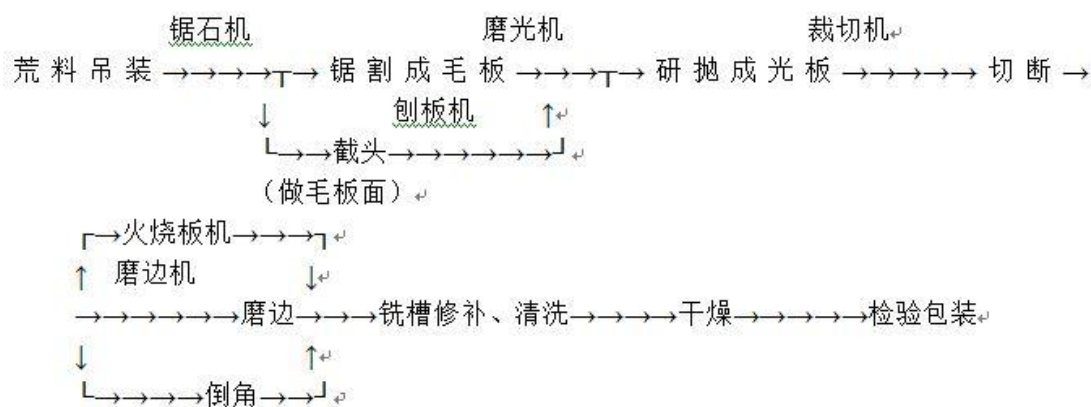 锯石机 磨光机 裁切机
荒料吊装→→→→┬→锯割成毛板→→→┬→研抛成光板→→→→→切断→
↓ 刨板机 ↑
└→→截头→→→→→→┘
（做毛板面）
┌→火烧板机→→→┐
↑ 磨边机 ↓
→→→→→→磨边→→→铣槽修补、清洗→→→→干燥→→→→→检验包装
↓ ↑
└→→→→倒角→→┘